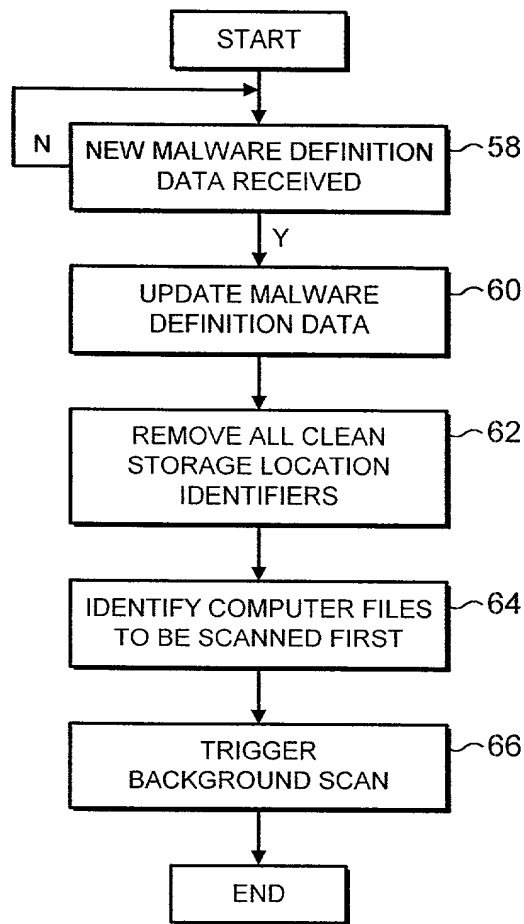 START
N
NEW MALWARE DEFINITION
DATA RECEIVED
58
Y
UPDATE MALWARE
DEFINITION DATA
60
REMOVE ALL CLEAN
STORAGE LOCATION
IDENTIFIERS
62
IDENTIFY COMPUTER FILES
TO BE SCANNED FIRST
64
TRIGGER
BACKGROUND SCAN
66
END